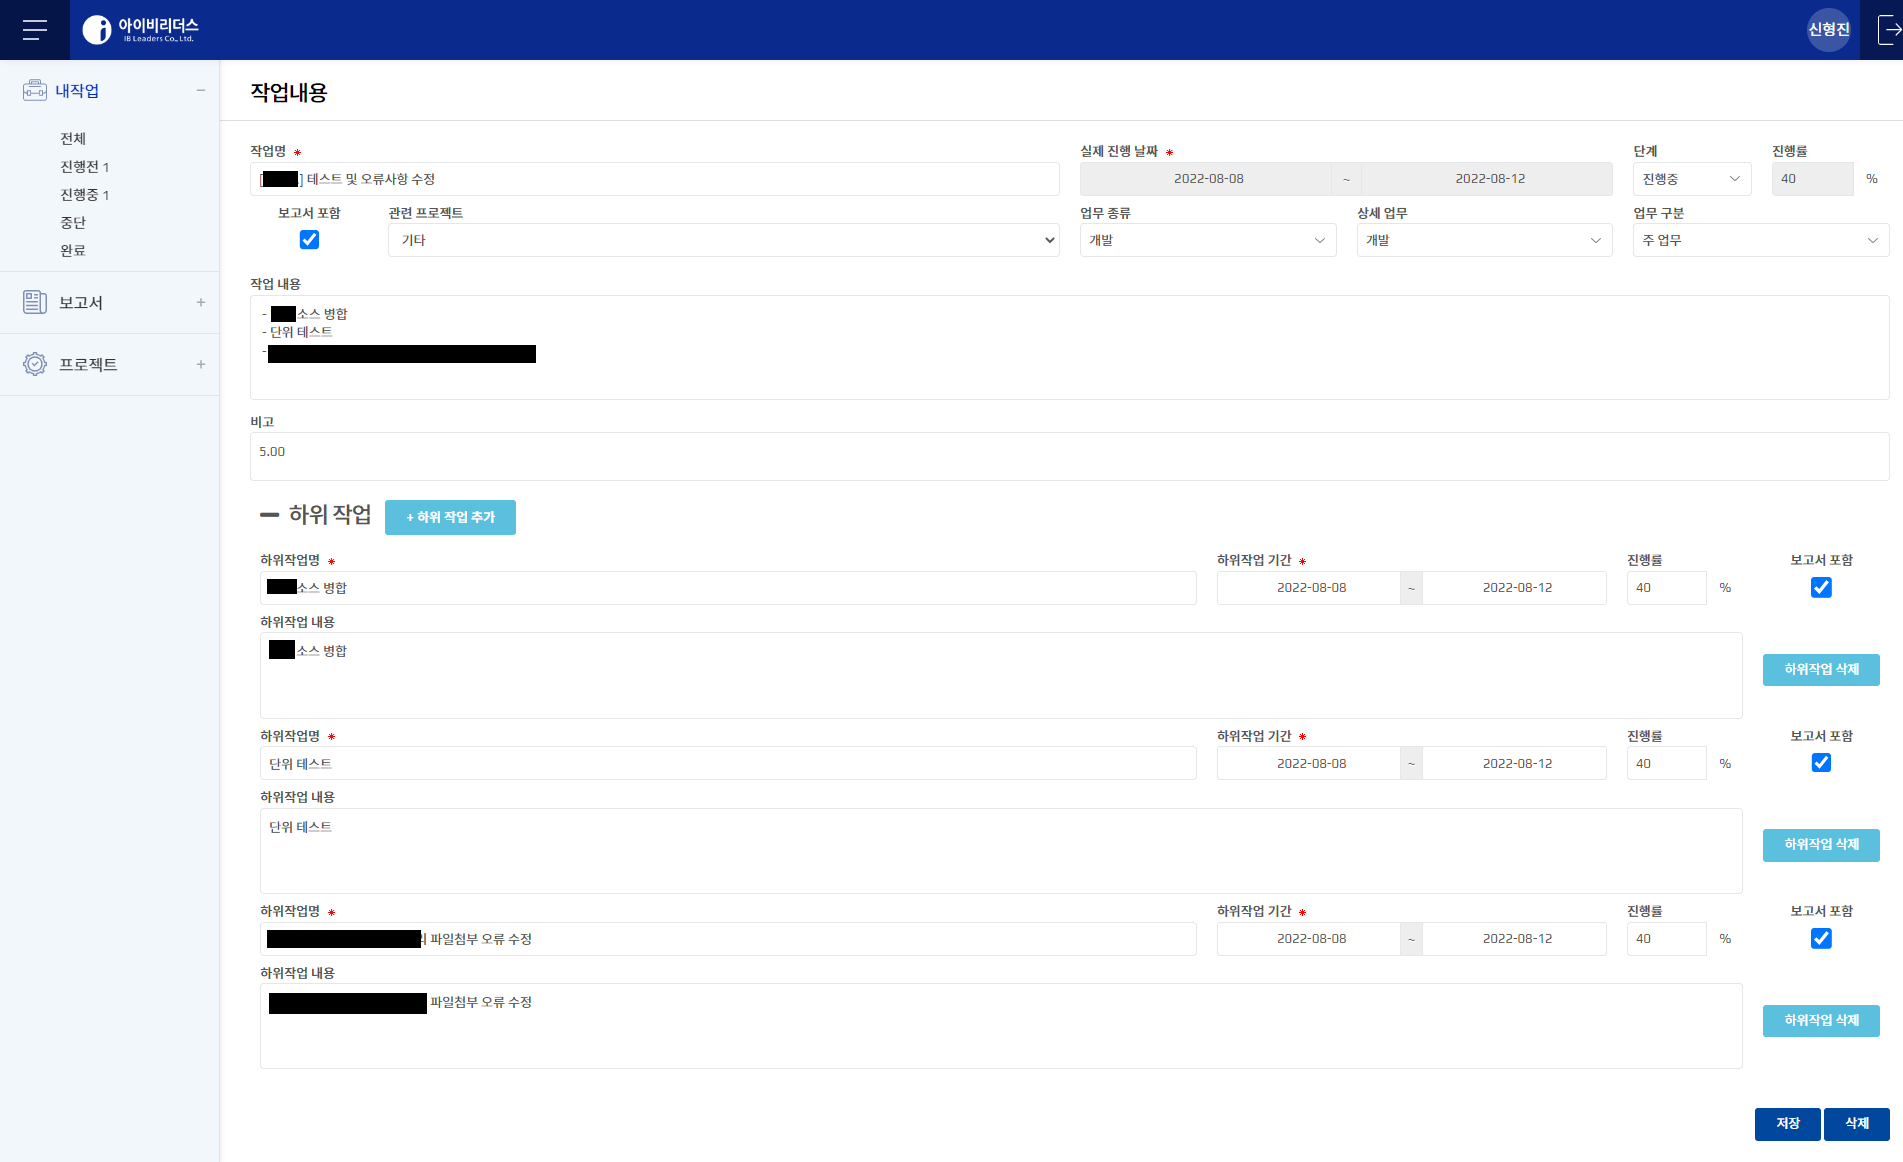 아이비리더스
IB Leaders Co., Ltd.
신형진
내작업
전체
진행전 1
진행중 1
중단
완료
보고서
프로젝트
작업내용
작업명 *
실제 진행 날짜 *
단계
진행률
[ ] 테스트 및 오류사항 수정
2022-08-08 ~ 2022-08-12
진행중
40 %
보고서 포함
관련 프로젝트
업무 종류
상세 업무
업무 구분
기타
개발
개발
주 업무
작업 내용
- 소스 병합
- 단위 테스트
-
비고
5.00
하위 작업
+ 하위 작업 추가
하위작업명 *
하위작업 기간 *
진행률
보고서 포함
소스 병합
2022-08-08 ~ 2022-08-12
40 %
하위작업 내용
소스 병합
하위작업 삭제
하위작업명 *
하위작업 기간 *
진행률
보고서 포함
단위 테스트
2022-08-08 ~ 2022-08-12
40 %
하위작업 내용
단위 테스트
하위작업 삭제
하위작업명 *
하위작업 기간 *
진행률
보고서 포함
파일첨부 오류 수정
2022-08-08 ~ 2022-08-12
40 %
하위작업 내용
파일첨부 오류 수정
하위작업 삭제
저장
삭제